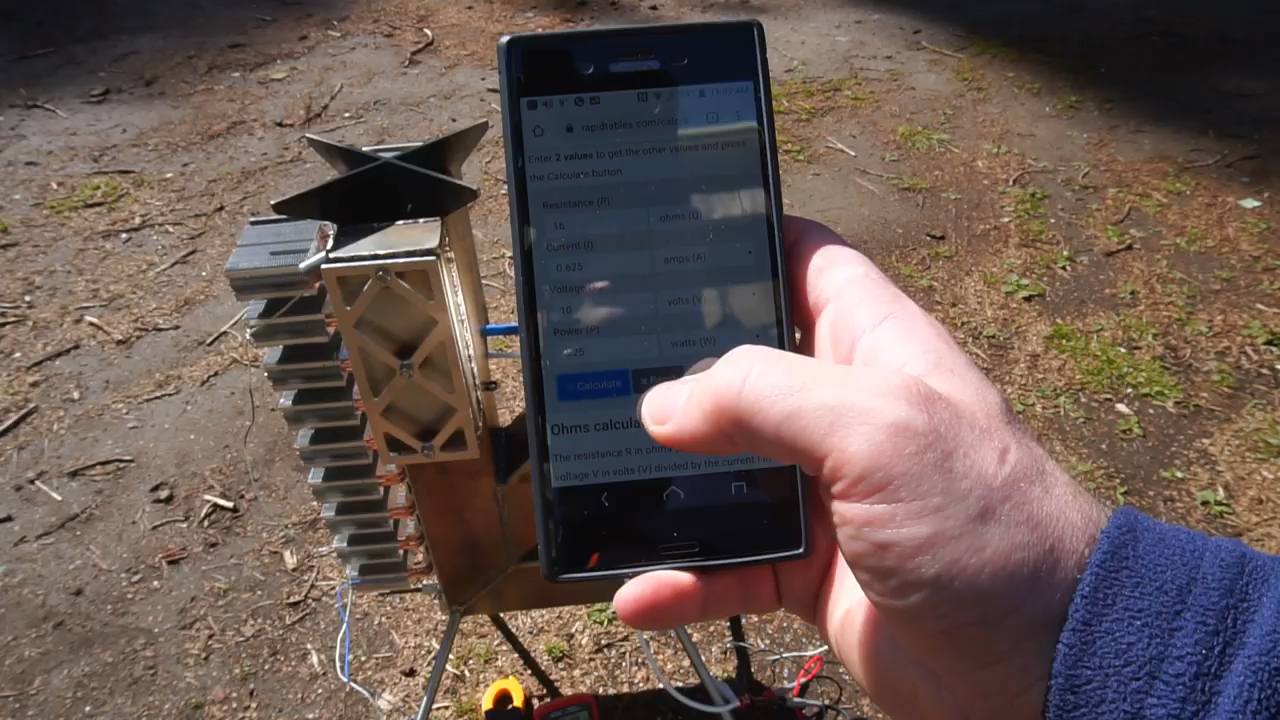 rapidtables.com/calc
Enter 2 values to get the other values and press
the Calculate button.
Resistance (R)
16. ohms (Ω)
Current (I)
0.625 amps (A)
10 volts (V)
Power (P)
watts (W)
Calculate ×
Ohms calcula
The resistance R in ohms
voltage V in volts (V) divided by the current I in